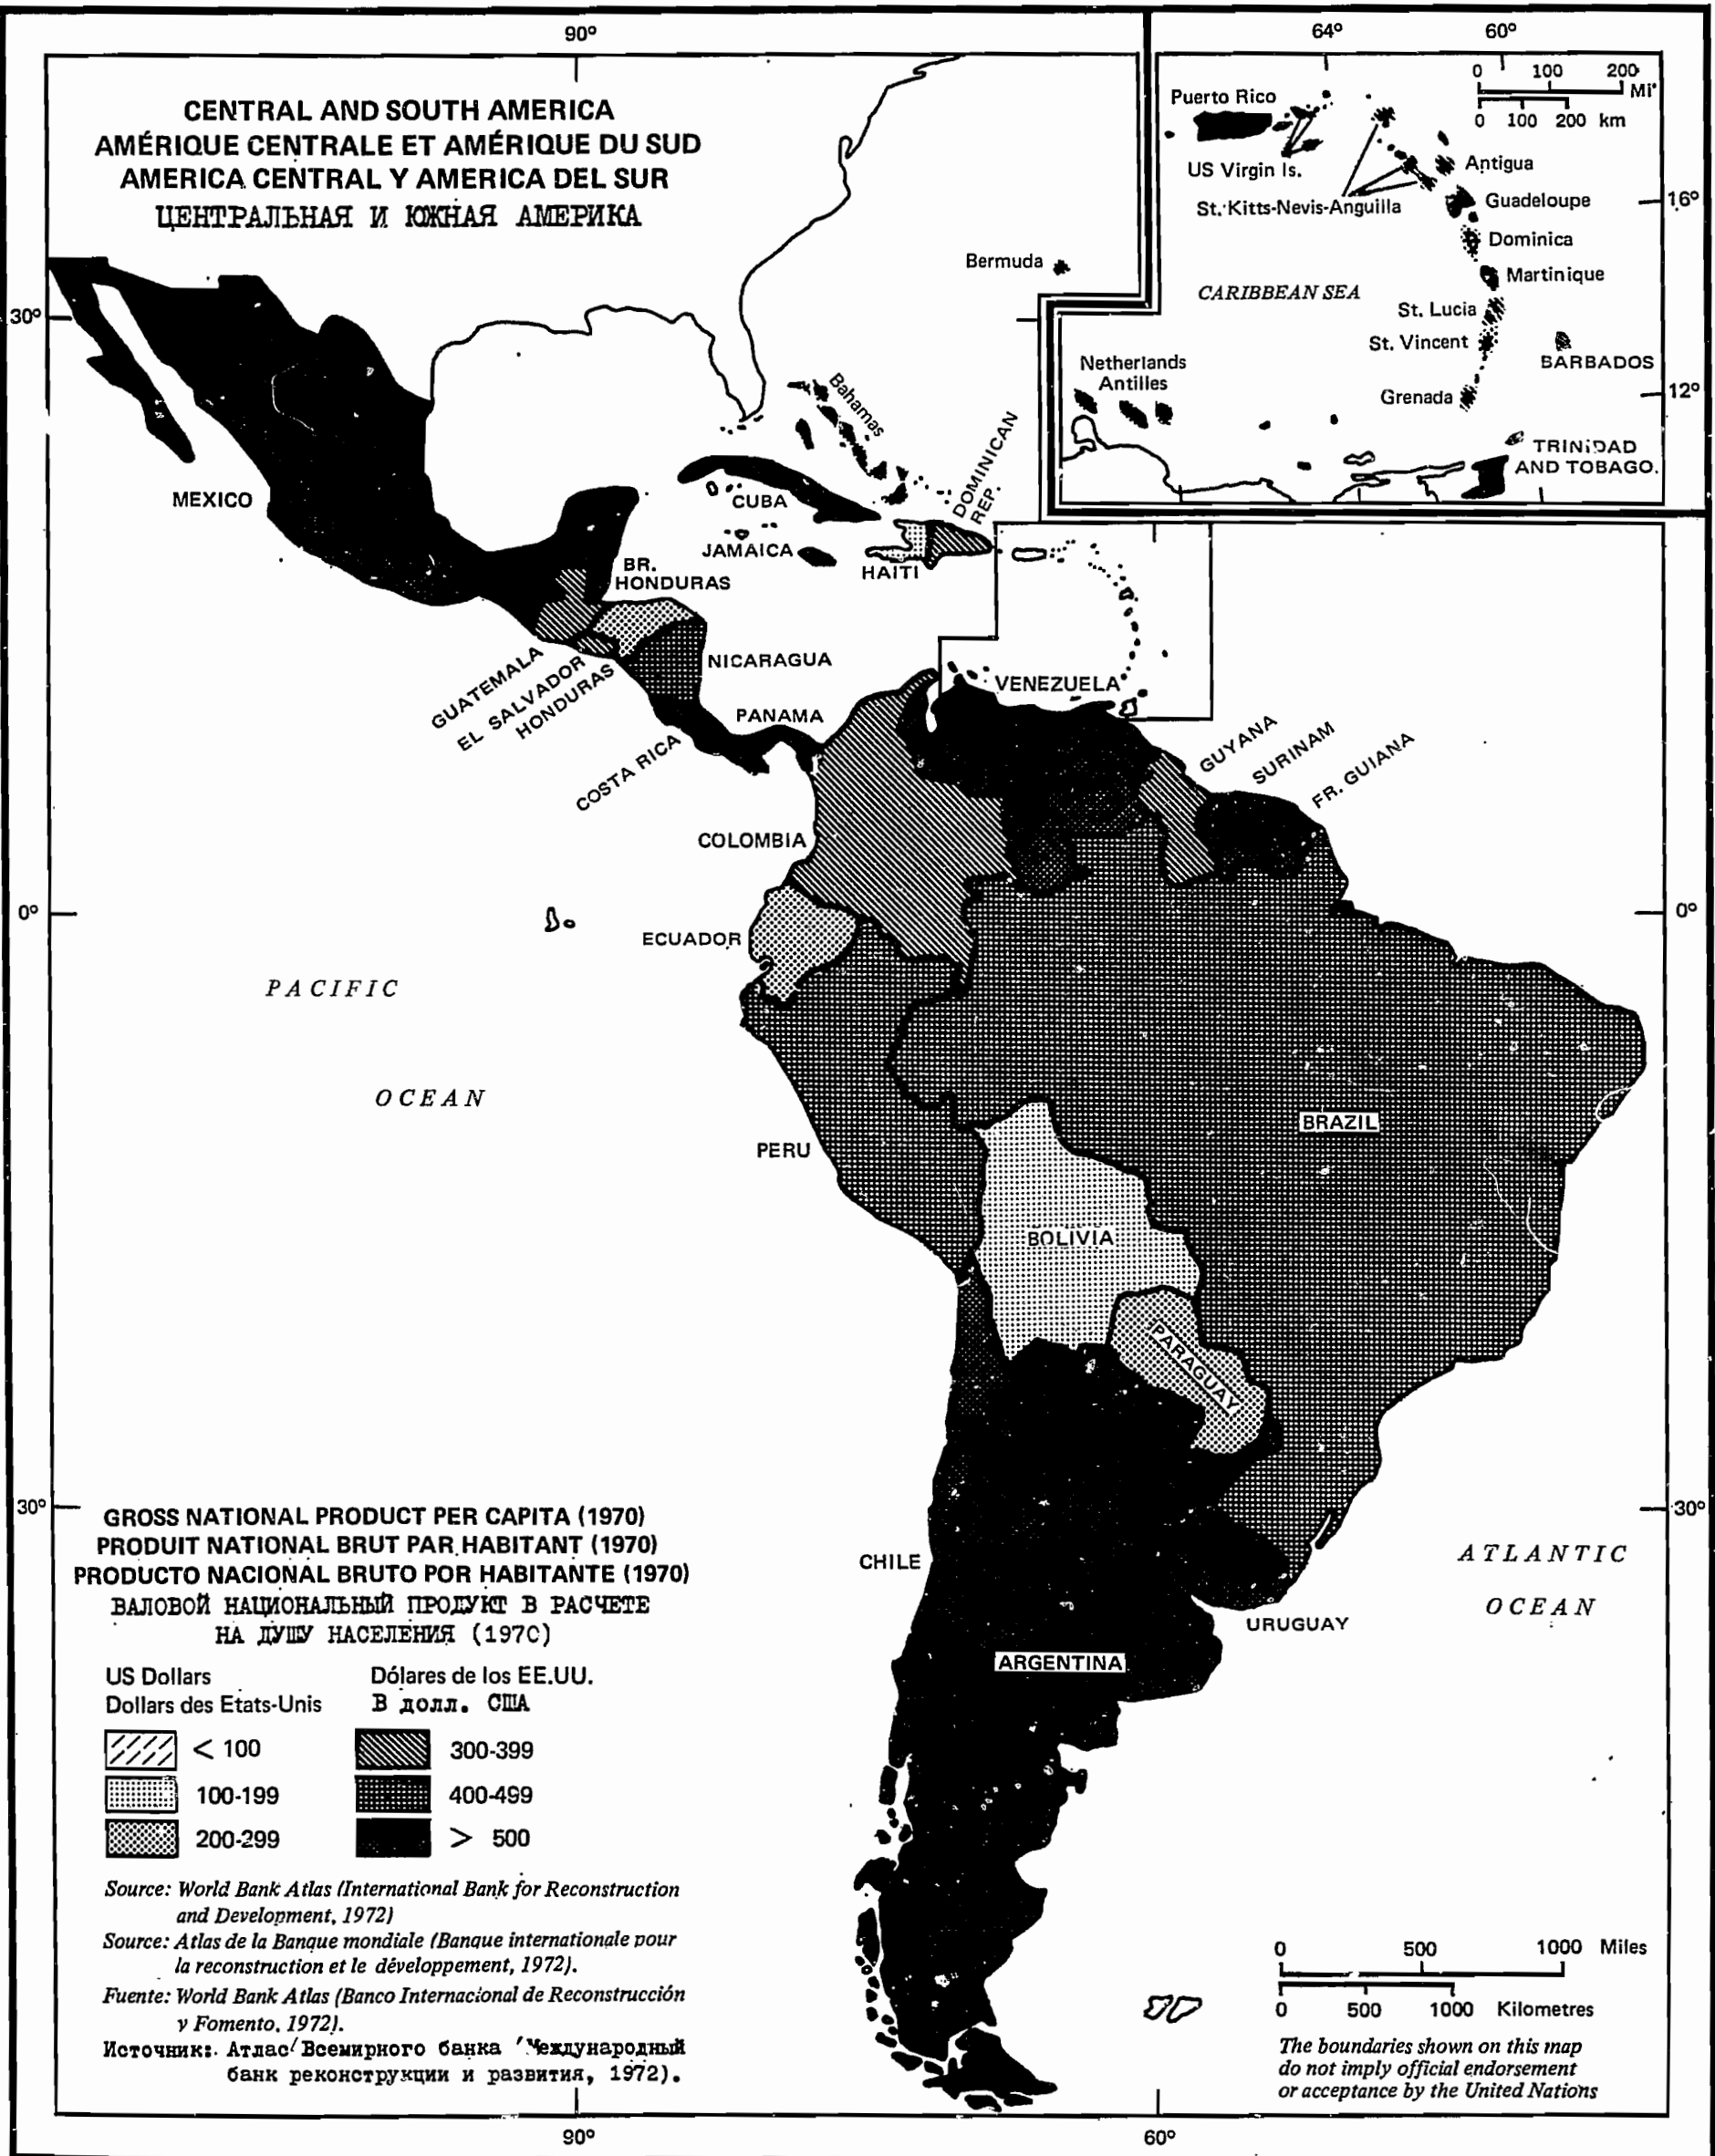 90°
64°
60°
CENTRAL AND SOUTH AMERICA
AMÉRIQUE CENTRALE ET AMÉRIQUE DU SUD
AMERICA CENTRAL Y AMERICA DEL SUR
ЦЕНТРАЛЬНАЯ И ЮЖНАЯ АМЕРИКА
0 100 200 Mi
0 100 200 km
Puerto Rico
US Virgin Is.
St. Kitts-Nevis-Anguilla
Antigua
Guadeloupe
16°
Dominica
Martinique
CARIBBEAN SEA
St. Lucia
St. Vincent
BARBADOS
Netherlands
Antilles
Grenada
12°
TRINIDAD
AND TOBAGO.
Bermuda
30°
Bahamas
DOMINICAN
REP.
MEXICO
CUBA
JAMAICA
HAITI
BR.
HONDURAS
NICARAGUA
GUATEMALA
EL SALVADOR
HONDURAS
PANAMA
COSTA RICA
VENEZUELA
GUYANA
SURINAM
FR. GUIANA
COLOMBIA
0°
0°
ECUADOR
PACIFIC
OCEAN
PERU
BRAZIL
BOLIVIA
PARAGUAY
30°
30°
CHILE
ATLANTIC
OCEAN
URUGUAY
ARGENTINA
GROSS NATIONAL PRODUCT PER CAPITA (1970)
PRODUIT NATIONAL BRUT PAR HABITANT (1970)
PRODUCTO NACIONAL BRUTO POR HABITANTE (1970)
ВАЛОВОЙ НАЦИОНАЛЬНЫЙ ПРОДУКТ В РАСЧЕТЕ
НА ДУШУ НАСЕЛЕНИЯ (1970)
US Dollars
Dollars des Etats-Unis
Dólares de los EE.UU.
В долл. США
< 100
100-199
200-299
300-399
400-499
> 500
Source: World Bank Atlas (International Bank for Reconstruction
and Development, 1972)
Source: Atlas de la Banque mondiale (Banque internationale pour
la reconstruction et le développement, 1972).
Fuente: World Bank Atlas (Banco Internacional de Reconstrucción
y Fomento, 1972).
Источник: Атлас Всемирного банка (Международный
банк реконструкции и развития, 1972).
0 500 1000 Miles
0 500 1000 Kilometres
The boundaries shown on this map
do not imply official endorsement
or acceptance by the United Nations
90°
60°